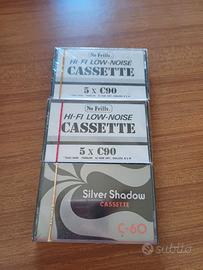 No Frills.
HI-FI LOW-NOISE
CASSETTE
5 x C90
No Frills.
HI-FI LOW-NOISE
CASSETTE
5 x C90
Silver Shadow
CASSETTE
C-60
subito